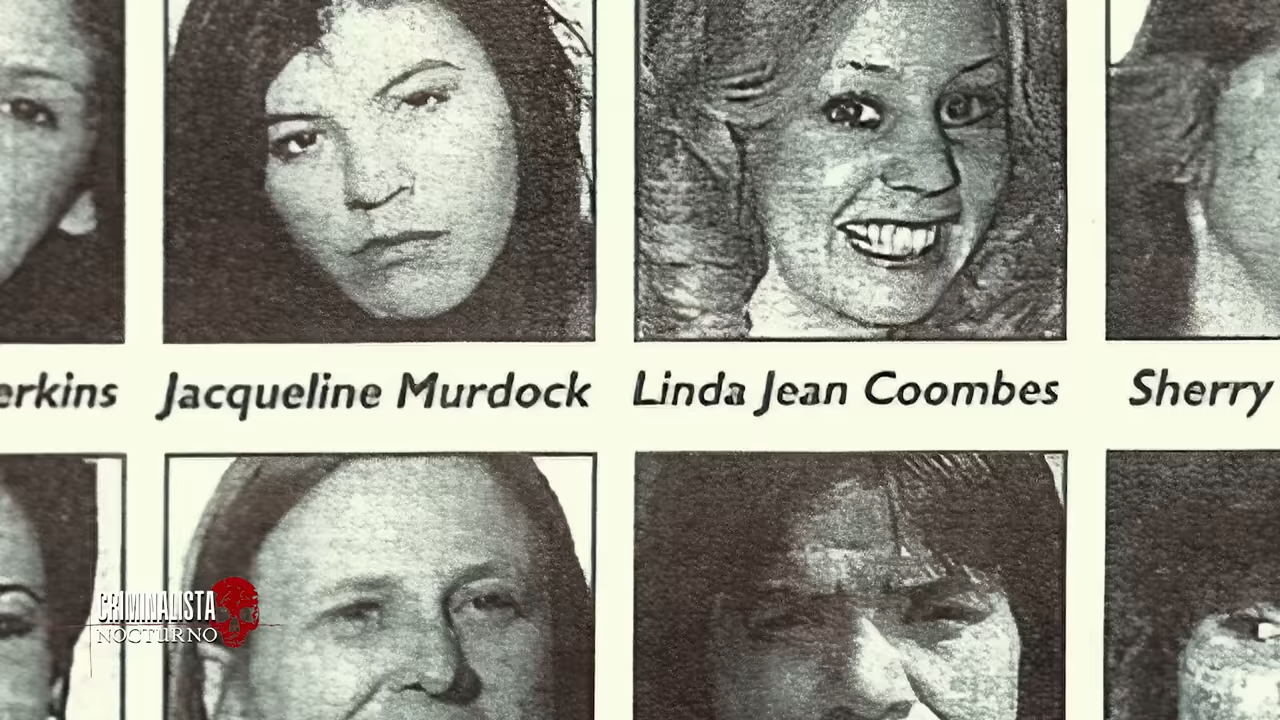 erkins Jacqueline Murdock Linda Jean Coombes Sherry
CRIMINALISTA
NOCTURNO